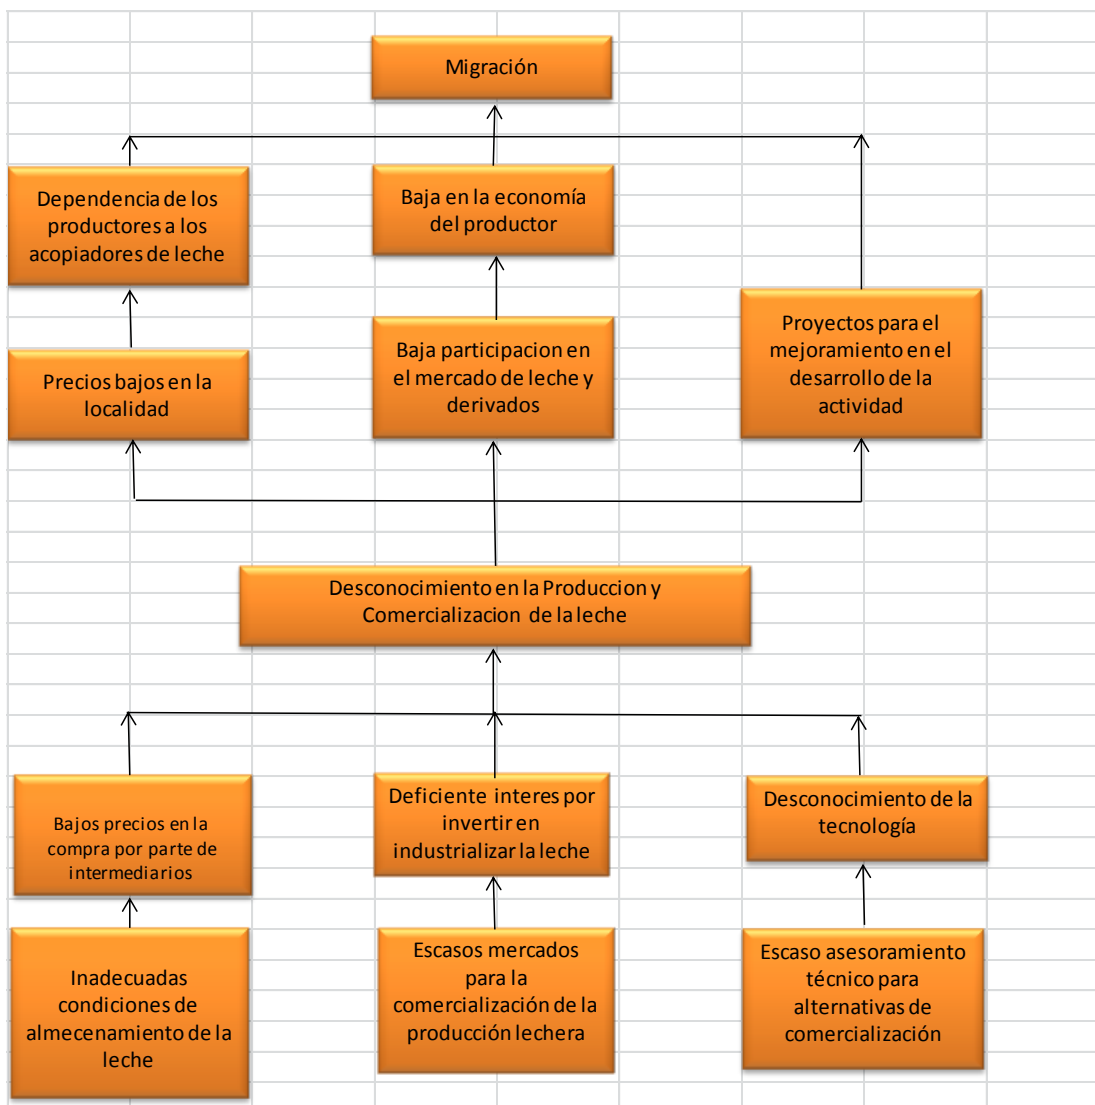 Migración
Dependencia de los
productores a los
acopiadores de leche
Baja en la economía
del productor
Proyectos para el
mejoramiento en el
desarrollo de la
actividad
Precios bajos en la
localidad
Baja participacion en
el mercado de leche y
derivados
Desconocimiento en la Produccion y
Comercializacion de la leche
Bajos precios en la
compra por parte de
intermediarios
Deficiente interes por
invertir en
industrializar la leche
Desconocimiento de la
tecnología
Inadecuadas
condiciones de
almecenamiento de la
leche
Escasos mercados
para la
comercialización de la
producción lechera
Escaso asesoramiento
técnico para
alternativas de
comercialización